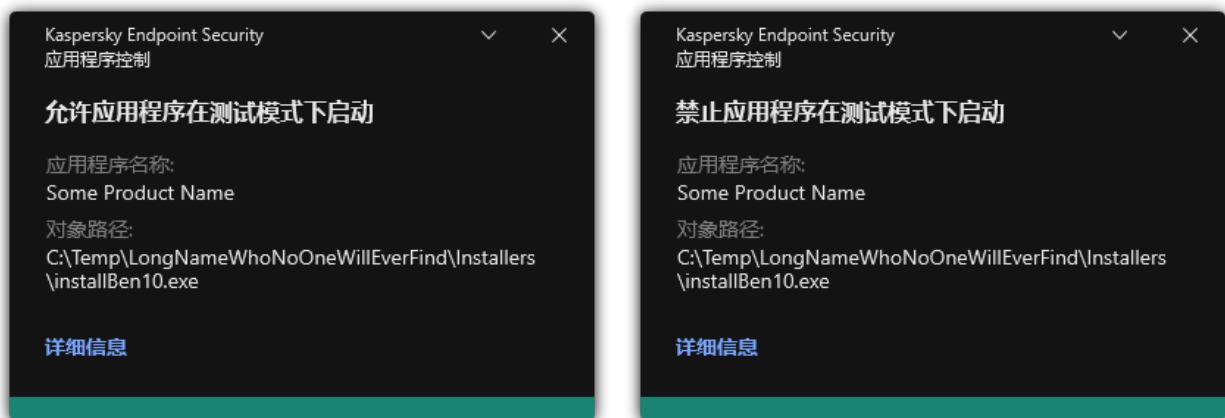 Kaspersky Endpoint Security
应用程序控制
允许应用程序在测试模式下启动
应用程序名称:
Some Product Name
对象路径:
C:\Temp\LongNameWhoNoOneWillEverFind\Installers
\installBen10.exe
详细信息
Kaspersky Endpoint Security
应用程序控制
禁止应用程序在测试模式下启动
应用程序名称:
Some Product Name
对象路径:
C:\Temp\LongNameWhoNoOneWillEverFind\Installers
\installBen10.exe
详细信息